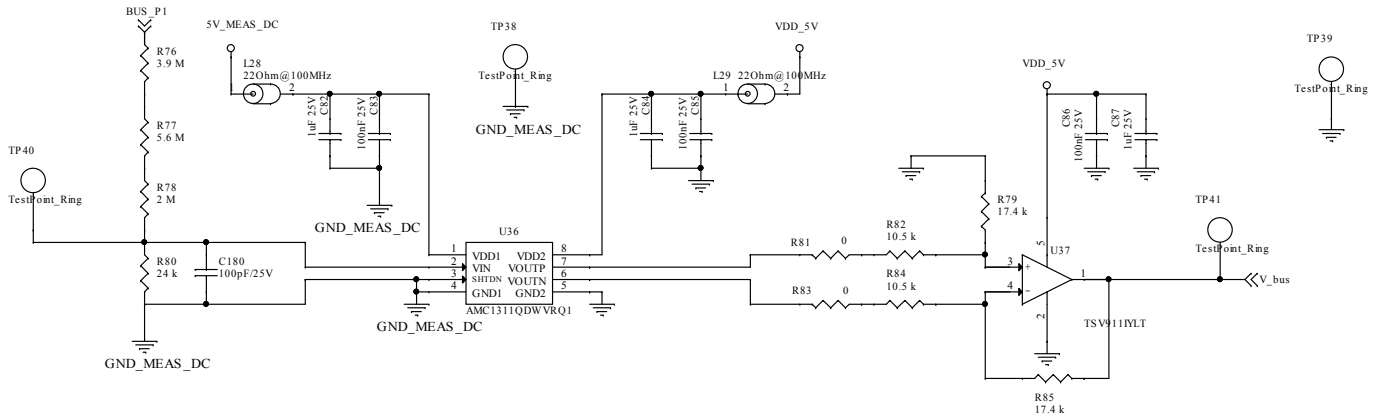 BUS_P1
R76
3.9 M
R77
5.6 M
R78
2 M
TP40
TestPoint_Ring
R80
24 k
C180
100pF/25V
GND_MEAS_DC
5V_MEAS_DC
L28
22Ohm@100MHz
2
1uF 25V
C82
100nF 25V
C83
GND_MEAS_DC
TP38
TestPoint_Ring
GND_MEAS_DC
VDD_5V
L29
22Ohm@100MHz
1
2
1uF 25V
C84
100nF 25V
C85
U36
1
VDD1
VDD2
8
2
VIN
VOUTP
7
3
SHTDN
VOUTN
6
4
GND1
GND2
5
AMC1311QDWVRQ1
GND_MEAS_DC
R81
0
R82
10.5 k
R83
0
R84
10.5 k
R79
17.4 k
VDD_5V
C86
100nF 25V
C87
1uF 25V
U37
5
3
+
4
-
1
2
TSV911IYLT
R85
17.4 k
TP39
TestPoint_Ring
TP41
TestPoint_Ring
V_bus